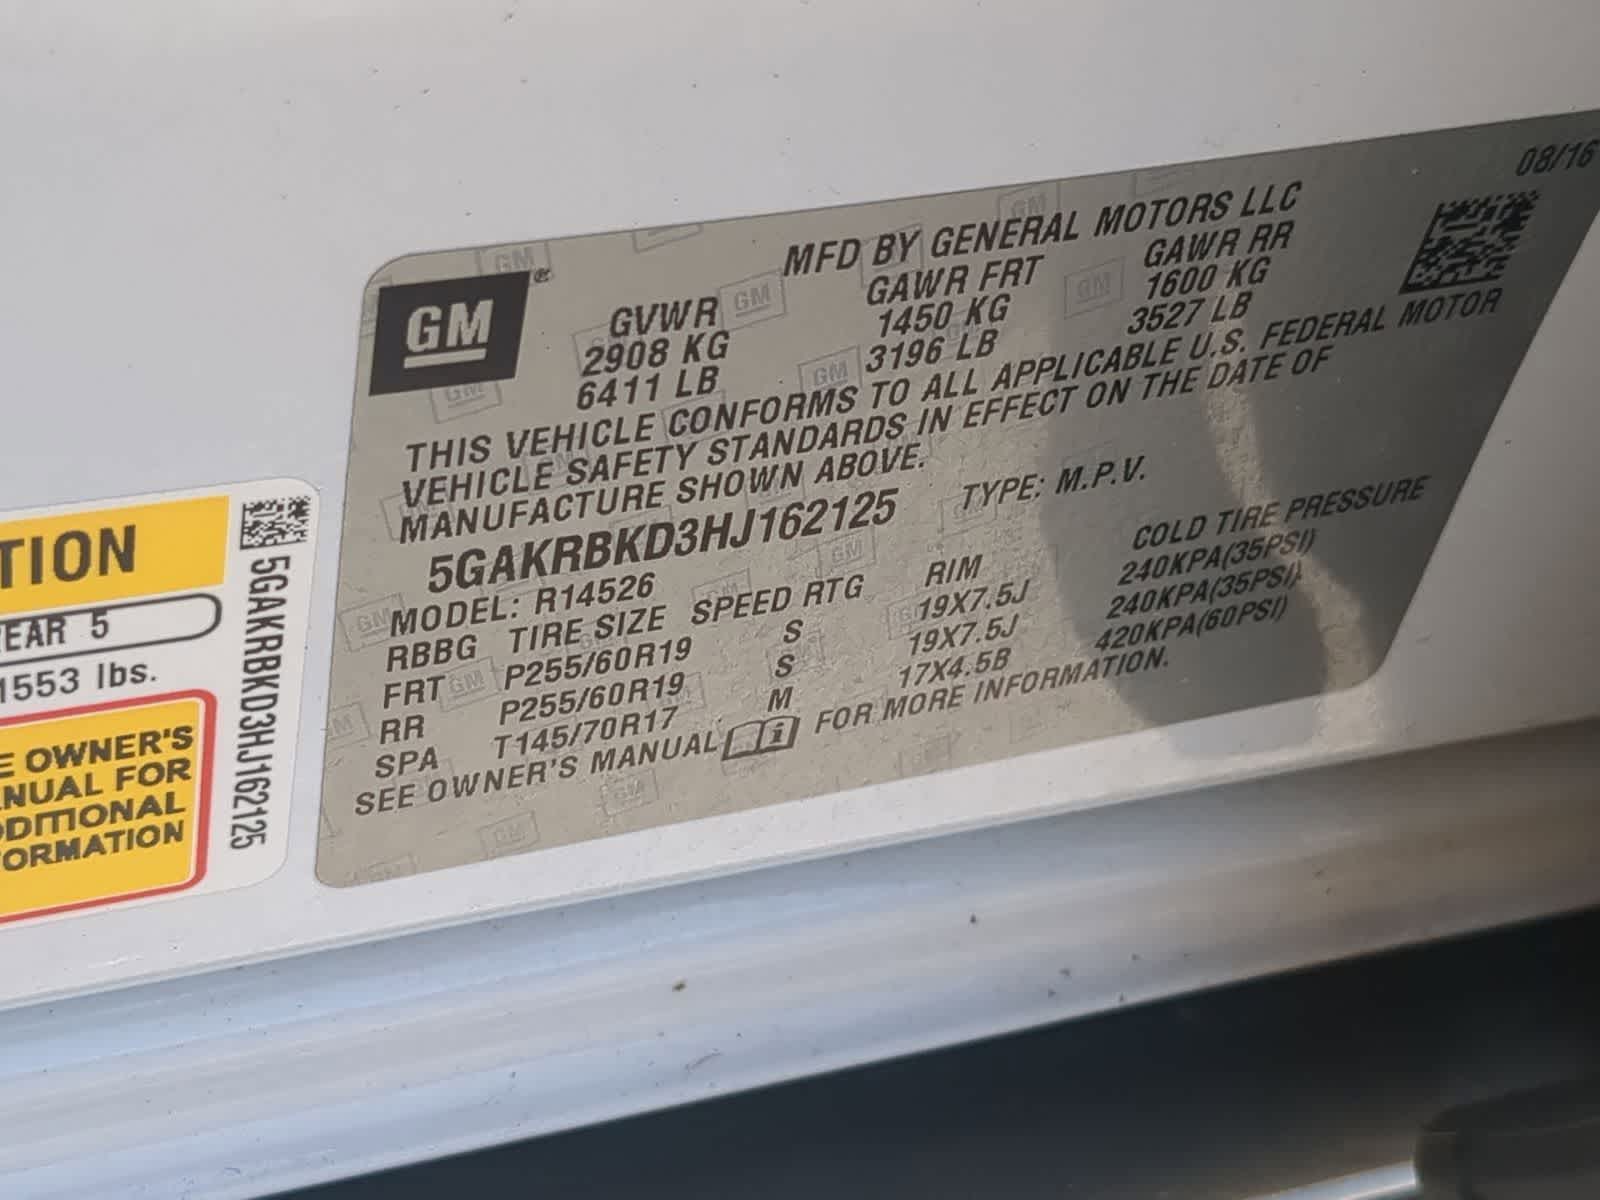 08/16
MFD BY GENERAL MOTORS LLC
GM
GVWR GAWR FRT GAWR RR
2908 KG 1450 KG 1600 KG
6411 LB 3196 LB 3527 LB
THIS VEHICLE CONFORMS TO ALL APPLICABLE U.S. FEDERAL MOTOR
VEHICLE SAFETY STANDARDS IN EFFECT ON THE DATE OF
MANUFACTURE SHOWN ABOVE.
5GAKRBKD3HJ162125 TYPE: M.P.V.
MODEL: R14526
RBBG TIRE SIZE SPEED RTG RIM COLD TIRE PRESSURE
FRT P255/60R19 S 19X7.5J 240KPA(35PSI)
RR P255/60R19 S 19X7.5J 240KPA(35PSI)
SPA T145/70R17 M 17X4.5B 420KPA(60PSI)
SEE OWNER'S MANUAL i FOR MORE INFORMATION.
TION
EAR 5
1553 lbs.
E OWNER'S
NUAL FOR
DITIONAL
ORMATION
5GAKRBKD3HJ162125